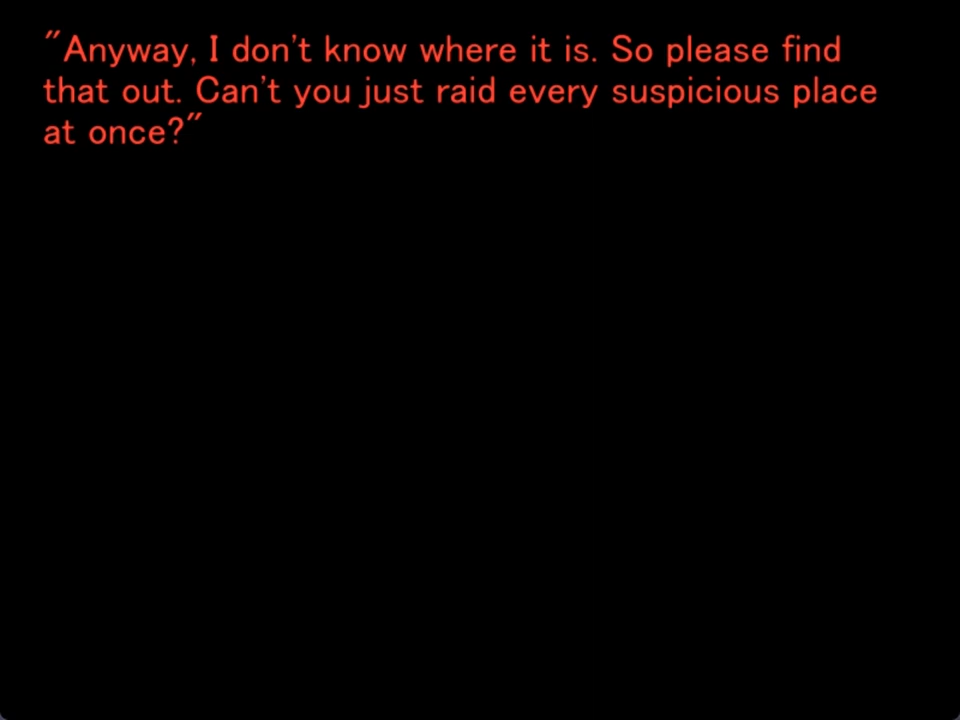 "Anyway, I don't know where it is. So please find
that out. Can't you just raid every suspicious place
at once?"